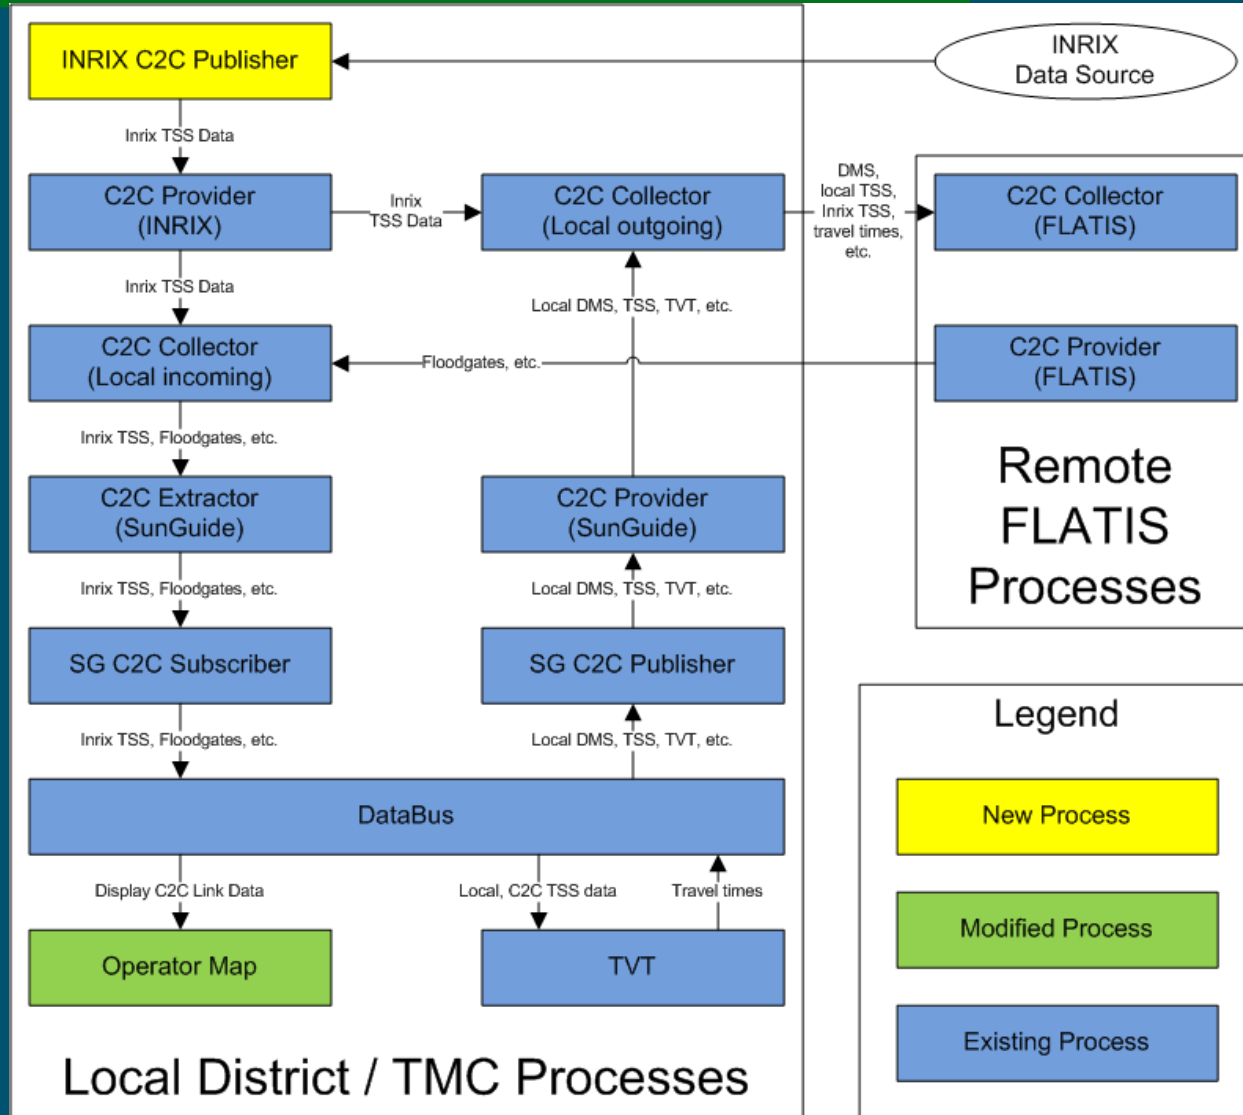 INRIX C2C Publisher
INRIX
Data Source
Inrix TSS Data
C2C Provider
(INRIX)
Inrix
TSS Data
C2C Collector
(Local outgoing)
DMS,
local TSS,
Inrix TSS,
travel times,
etc.
C2C Collector
(FLATIS)
Inrix TSS Data
Local DMS, TSS, TVT, etc.
C2C Collector
(Local incoming)
Floodgates, etc.
C2C Provider
(FLATIS)
Inrix TSS, Floodgates, etc.
Remote
FLATIS
Processes
C2C Extractor
(SunGuide)
C2C Provider
(SunGuide)
Inrix TSS, Floodgates, etc.
Local DMS, TSS, TVT, etc.
SG C2C Subscriber
SG C2C Publisher
Inrix TSS, Floodgates, etc.
Local DMS, TSS, TVT, etc.
DataBus
Display C2C Link Data
Local, C2C TSS data
Travel times
Operator Map
TVT
Local District / TMC Processes
Legend
New Process
Modified Process
Existing Process